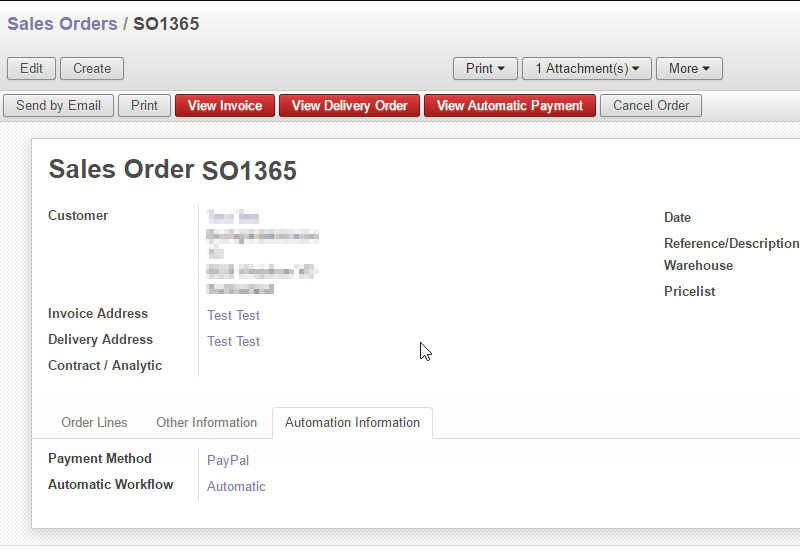 Sales Orders / SO1365
Edit Create Print 1 Attachment(s) More
Send by Email Print View Invoice View Delivery Order View Automatic Payment Cancel Order
Sales Order SO1365
Customer
Date
Reference/Description
Warehouse
Pricelist
Invoice Address Test Test
Delivery Address Test Test
Contract / Analytic
Order Lines Other Information Automation Information
Payment Method PayPal
Automatic Workflow Automatic